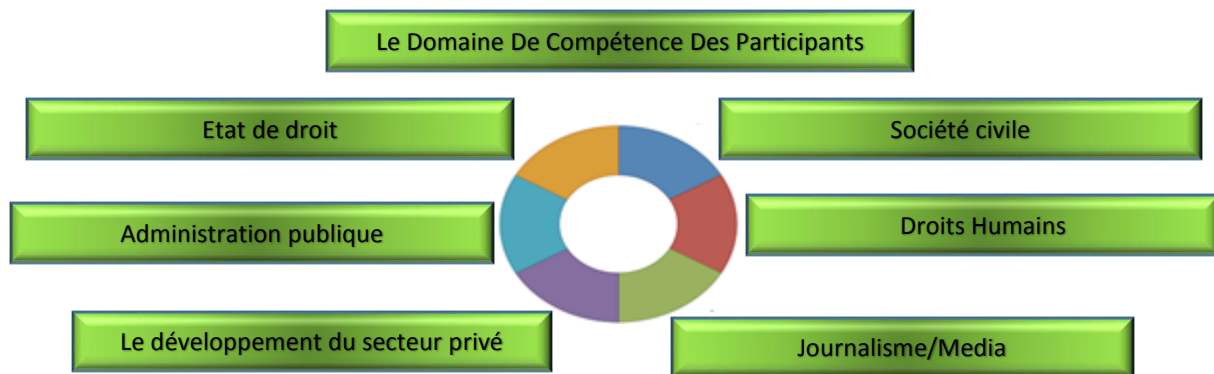 Le Domaine De Compétence Des Participants
Etat de droit
Société civile
Administration publique
Droits Humains
Le développement du secteur privé
Journalisme/Media